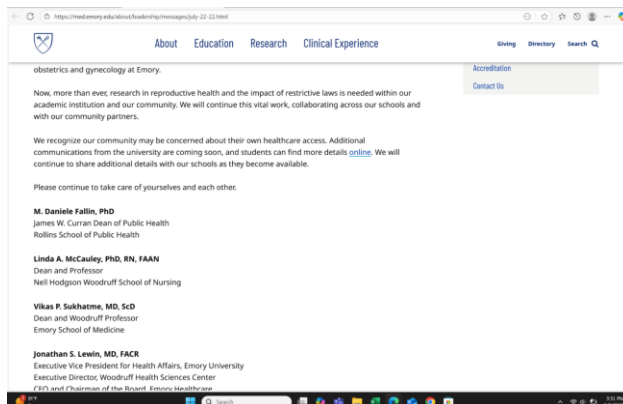 https://med.emory.edu/about/leadership/messages/july-22-22.html
About Education Research Clinical Experience
Giving Directory Search
obstetrics and gynecology at Emory.
Accreditation
Contact Us
Now, more than ever, research in reproductive health and the impact of restrictive laws is needed within our
academic institution and our community. We will continue this vital work, collaborating across our schools and
with our community partners.
We recognize our community may be concerned about their own healthcare access. Additional
communications from the university are coming soon, and students can find more details online. We will
continue to share additional details with our schools as they become available.
Please continue to take care of yourselves and each other.
M. Daniele Fallin, PhD
James W. Curran Dean of Public Health
Rollins School of Public Health
Linda A. McCauley, PhD, RN, FAAN
Dean and Professor
Nell Hodgson Woodruff School of Nursing
Vikas P. Sukhatme, MD, ScD
Dean and Woodruff Professor
Emory School of Medicine
Jonathan S. Lewin, MD, FACR
Executive Vice President for Health Affairs, Emory University
Executive Director, Woodruff Health Sciences Center
CEO and Chairman of the Board, Emory Healthcare
Search